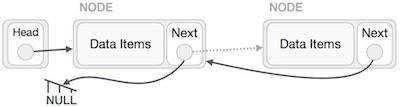 NODE
NODE
Head
Data Items
Next
Data Items
Next
NULL